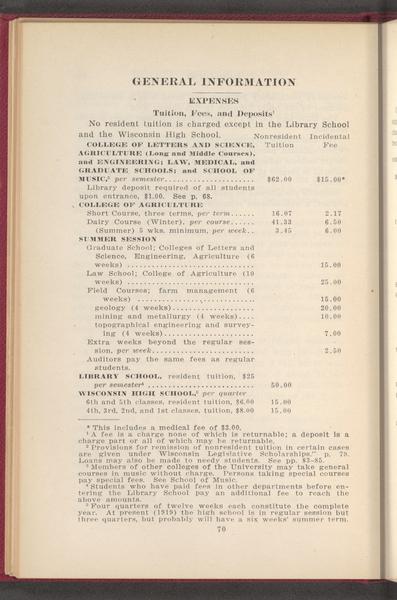 GENERAL INFORMATION
EXPENSES
Tuition, Fees, and Deposits¹
No resident tuition is charged except in the Library School
and the Wisconsin High School. Nonresident Incidental
COLLEGE OF LETTERS AND SCIENCE, Tuition Fee
AGRICULTURE (Long and Middle Courses),
and ENGINEERING; LAW, MEDICAL, and
GRADUATE SCHOOLS; and SCHOOL OF
MUSIC,³ per semester..................... $62.00 $15.00*
Library deposit required of all students
upon entrance, $1.00. See p. 68.
COLLEGE OF AGRICULTURE
Short Course, three terms, per term...... 16.07 2.17
Dairy Course (Winter), per course...... 41.33 6.50
(Summer) 5 wks. minimum, per week.. 3.45 6.00
SUMMER SESSION
Graduate School; Colleges of Letters and
Science, Engineering, Agriculture (6
weeks) ............................ 15.00
Law School; College of Agriculture (10
weeks) ............................ 25.00
Field Courses; farm management (6
weeks) ............................ 15.00
geology (4 weeks)..................... 20.00
mining and metallurgy (4 weeks).... 10.00
topographical engineering and survey-
ing (4 weeks)...................... 7.00
Extra weeks beyond the regular ses-
sion, per week....................... 2.50
Auditors pay the same fees as regular
students.
LIBRARY SCHOOL, resident tuition, $25
per semester⁴ ........................ 50.00
WISCONSIN HIGH SCHOOL,⁵ per quarter
6th and 5th classes, resident tuition, $6.00 15.00
4th, 3rd, 2nd, and 1st classes, tuition, $8.00 15.00
* This includes a medical fee of $3.00.
¹ A fee is a charge none of which is returnable; a deposit is a
charge part or all of which may be returnable.
² Provisions for remission of nonresident tuition in certain cases
are given under "Wisconsin Legislative Scholarships," p. 79.
Loans may also be made to needy students. See pp. 83-85.
³ Members of other colleges of the University may take general
courses in music without charge. Persons taking special courses
pay special fees. See School of Music.
⁴ Students who have paid fees in other departments before en-
tering the Library School pay an additional fee to reach the
above amounts.
⁵ Four quarters of twelve weeks each constitute the complete
year. At present (1919) the high school is in regular session but
three quarters, but probably will have a six weeks' summer term.
70